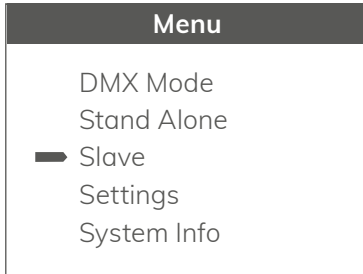 Menu
DMX Mode
Stand Alone
Slave
Settings
System Info